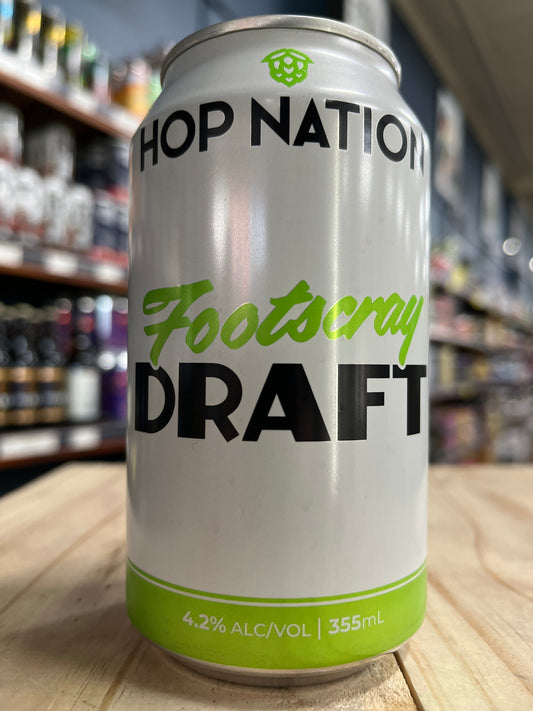 HOP NATION
Footscray
DRAFT
4.2% ALC/VOL | 355mL